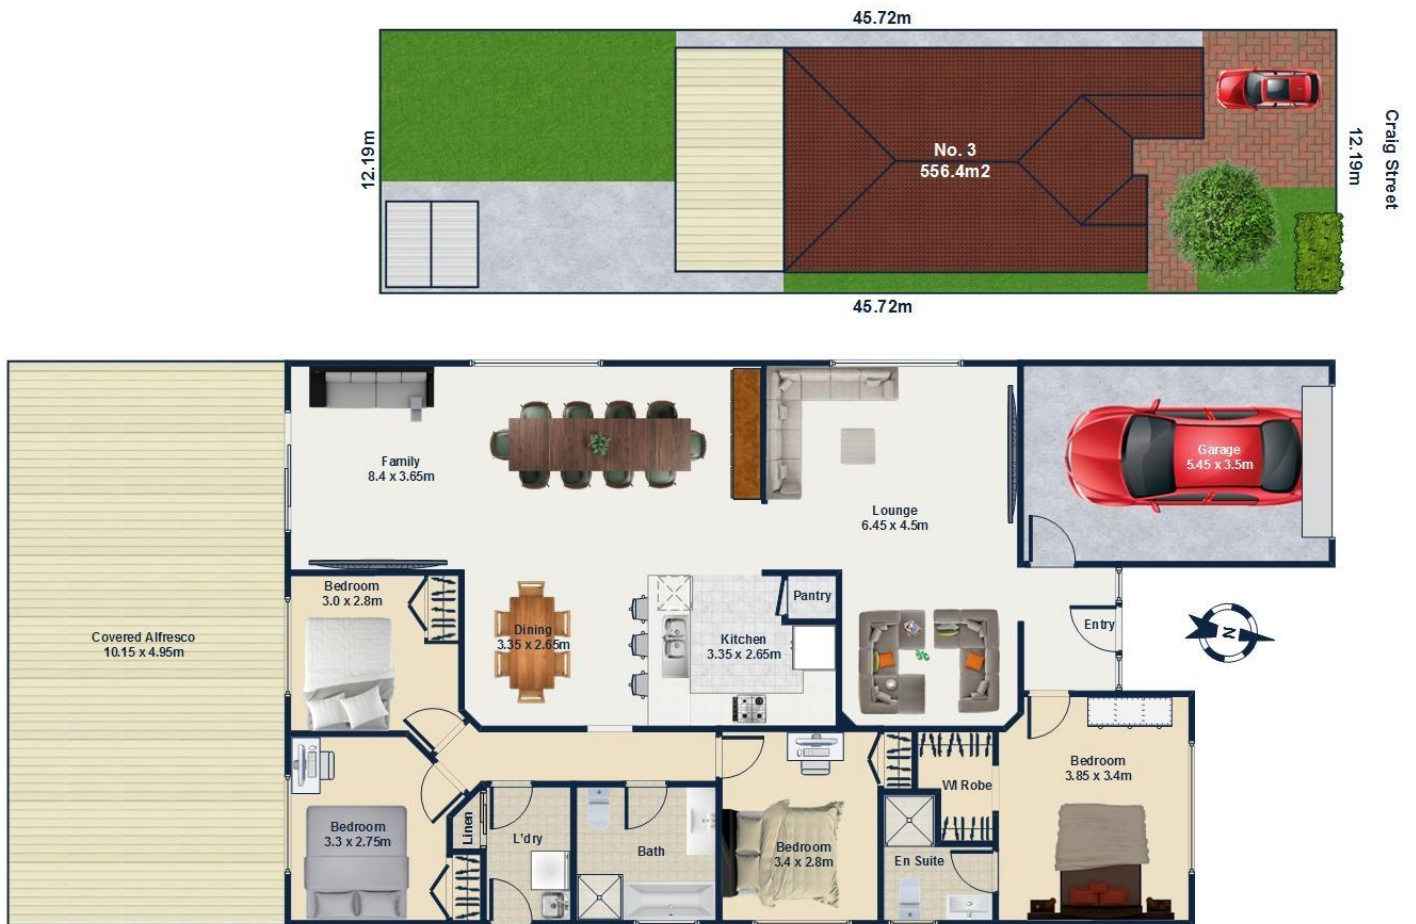 45.72m
12.19m
No. 3
556.4m2
12.19m
Craig Street
45.72m
Family
8.4 x 3.65m
Lounge
6.45 x 4.5m
Garage
5.45 x 3.5m
Bedroom
3.0 x 2.8m
Pantry
Covered Alfresco
10.15 x 4.95m
Dining
3.35 x 2.65m
Kitchen
3.35 x 2.65m
Entry
N
Bedroom
3.85 x 3.4m
WI Robe
Bedroom
3.3 x 2.75m
Linen
L'dry
Bath
Bedroom
3.4 x 2.8m
En Suite